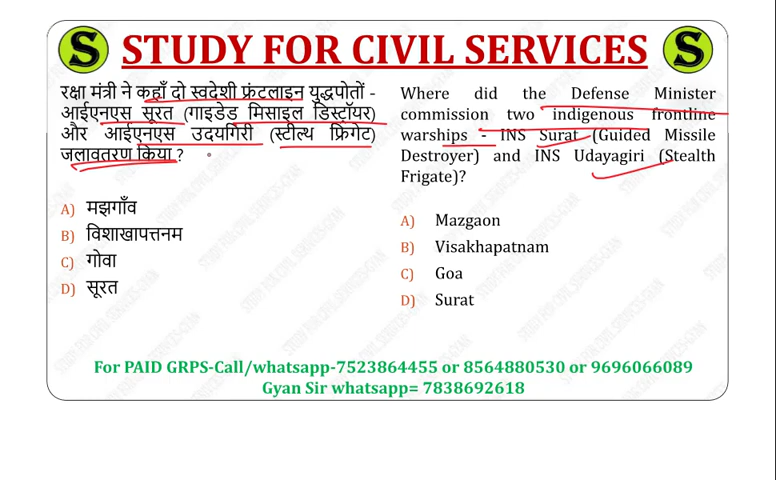 S STUDY FOR CIVIL SERVICES S
रक्षा मंत्री ने कहाँ दो स्वदेशी फ्रंटलाइन युद्धपोतों -
आईएनएस सूरत (गाइडेड मिसाइल डिस्ट्रॉयर)
और आईएनएस उदयगिरी (स्टील्थ फ्रिगेट)
जलावतरण किया ?
A) मझगाँव
B) विशाखापत्तनम
C) गोवा
D) सूरत
Where did the Defense Minister
commission two indigenous frontline
warships - INS Surat (Guided Missile
Destroyer) and INS Udayagiri (Stealth
Frigate)?
A) Mazgaon
B) Visakhapatnam
C) Goa
D) Surat
For PAID GRPS-Call/whatsapp-7523864455 or 8564880530 or 9696066089
Gyan Sir whatsapp= 7838692618